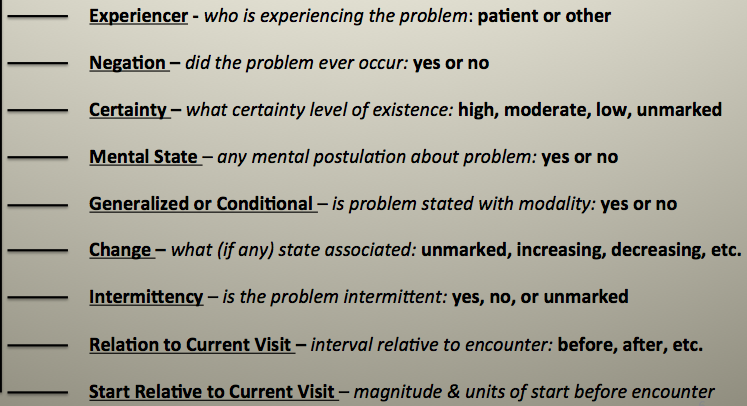 Experiencer - who is experiencing the problem: patient or other
Negation – did the problem ever occur: yes or no
Certainty – what certainty level of existence: high, moderate, low, unmarked
Mental State – any mental postulation about problem: yes or no
Generalized or Conditional – is problem stated with modality: yes or no
Change – what (if any) state associated: unmarked, increasing, decreasing, etc.
Intermittency – is the problem intermittent: yes, no, or unmarked
Relation to Current Visit – interval relative to encounter: before, after, etc.
Start Relative to Current Visit – magnitude & units of start before encounter